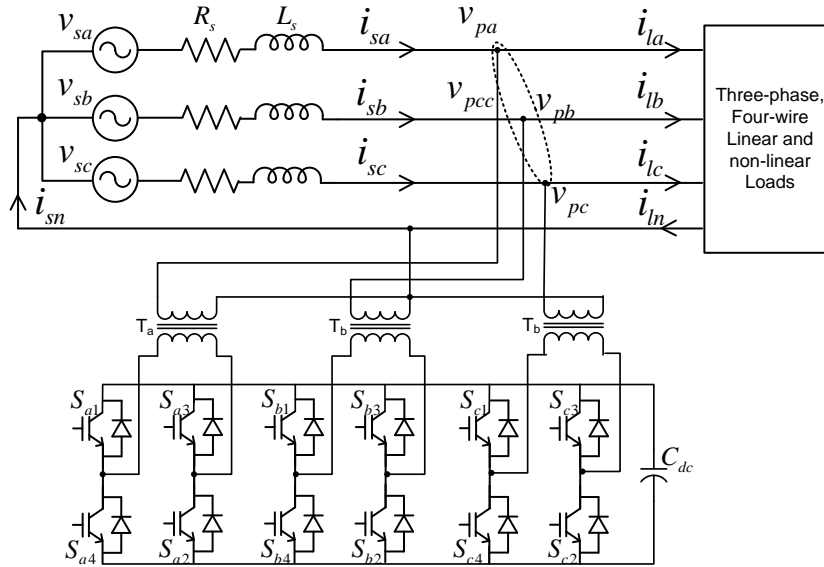 v_sa R_s L_s i_sa v_pa i_la
v_sb i_sb v_pcc v_pb i_lb
v_sc i_sc v_pc i_lc
i_sn i_ln
Three-phase,
Four-wire
Linear and
non-linear
Loads
T_a T_b T_b
S_a1 S_a3 S_b1 S_b3 S_c1 S_c3
C_dc
S_a4 S_a2 S_b4 S_b2 S_c4 S_c2